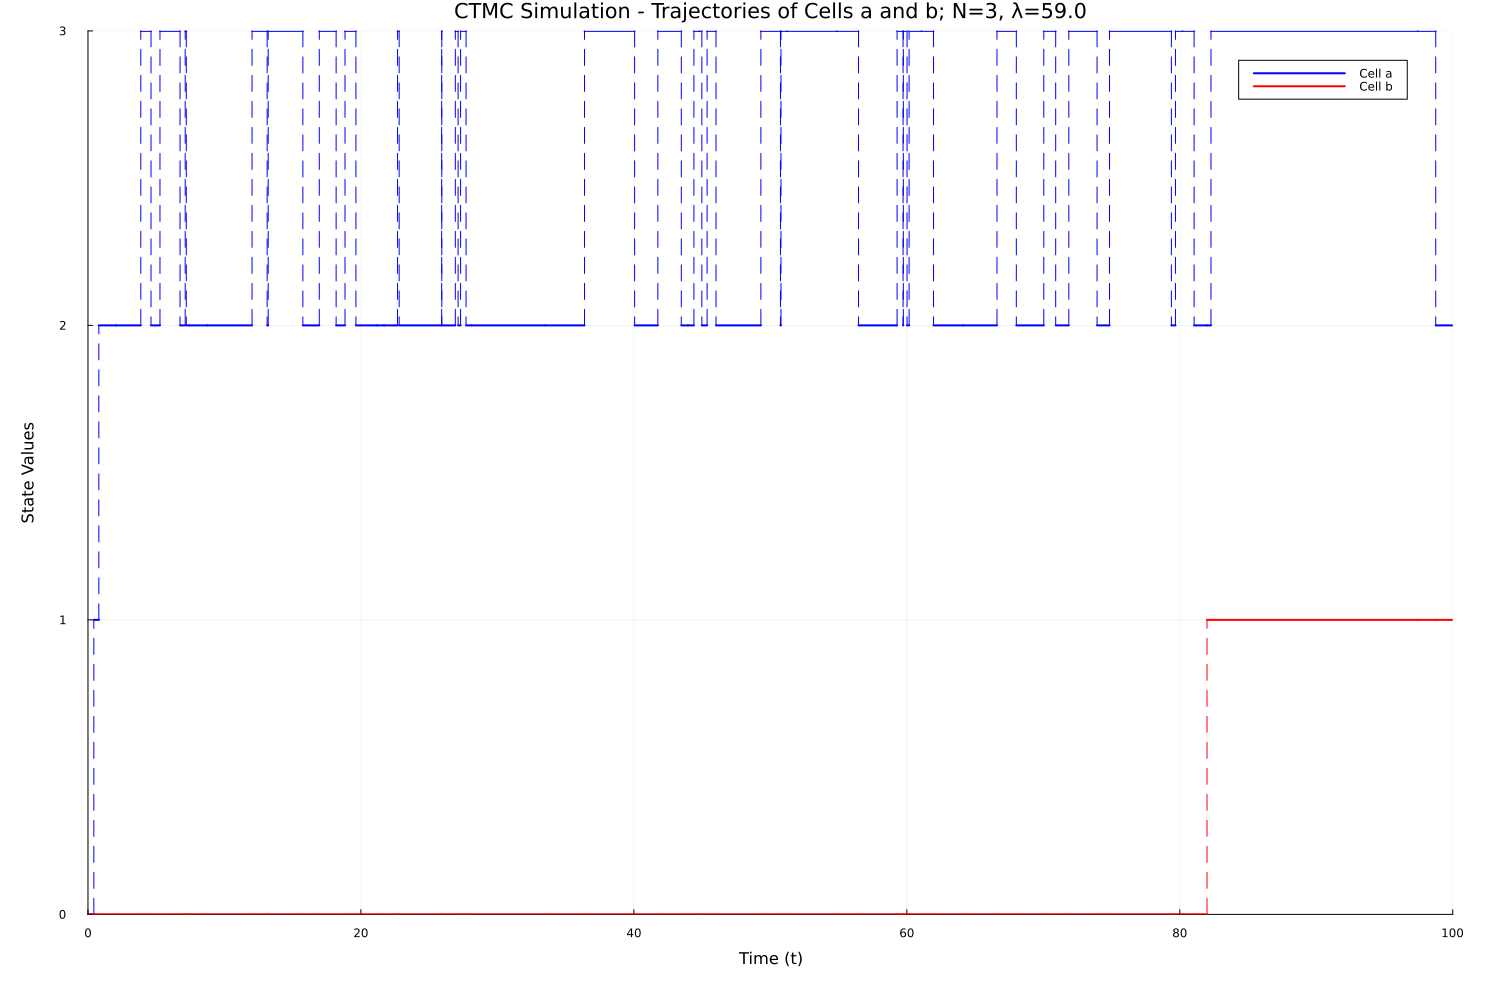 CTMC Simulation - Trajectories of Cells a and b; N=3, λ=59.0
3
Cell a
Cell b
2
State Values
1
0
0 20 40 60 80 100
Time (t)